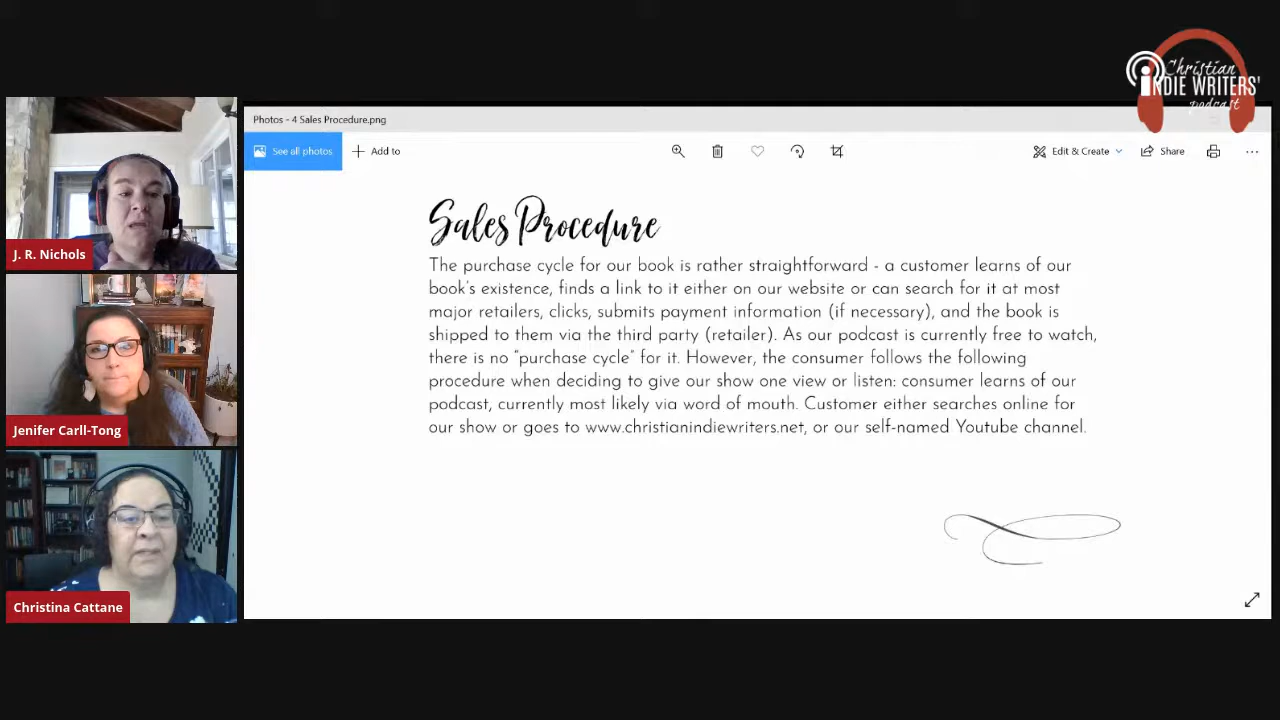 Christian
INDIE WRITERS'
podcast
Photos - 4 Sales Procedure.png
See all photos
Add to
Edit & Create
Share
Sales Procedure
The purchase cycle for our book is rather straightforward - a customer learns of our
book's existence, finds a link to it either on our website or can search for it at most
major retailers, clicks, submits payment information (if necessary), and the book is
shipped to them via the third party (retailer). As our podcast is currently free to watch,
there is no "purchase cycle" for it. However, the consumer follows the following
procedure when deciding to give our show one view or listen: consumer learns of our
podcast, currently most likely via word of mouth. Customer either searches online for
our show or goes to www.christianindiewriters.net, or our self-named Youtube channel.
J. R. Nichols
Jenifer Carll-Tong
Christina Cattane